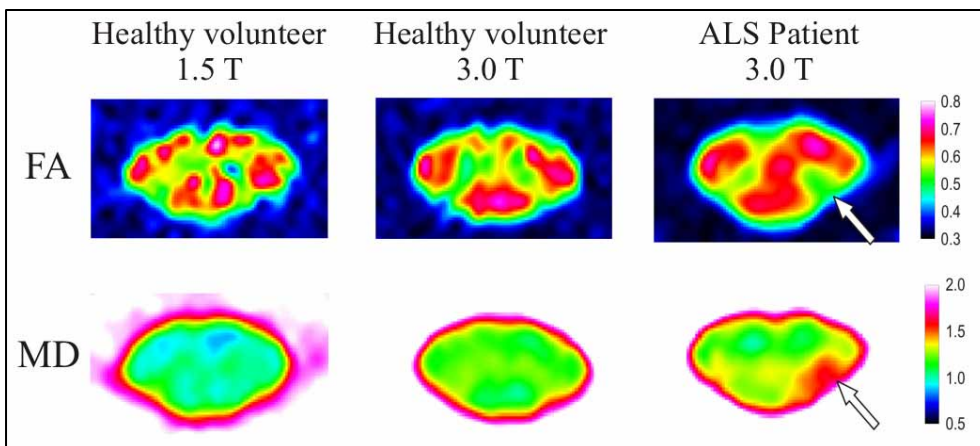 Healthy volunteer
1.5 T
Healthy volunteer
3.0 T
ALS Patient
3.0 T
FA
0.8
0.7
0.6
0.5
0.4
0.3
MD
2.0
1.5
1.0
0.5